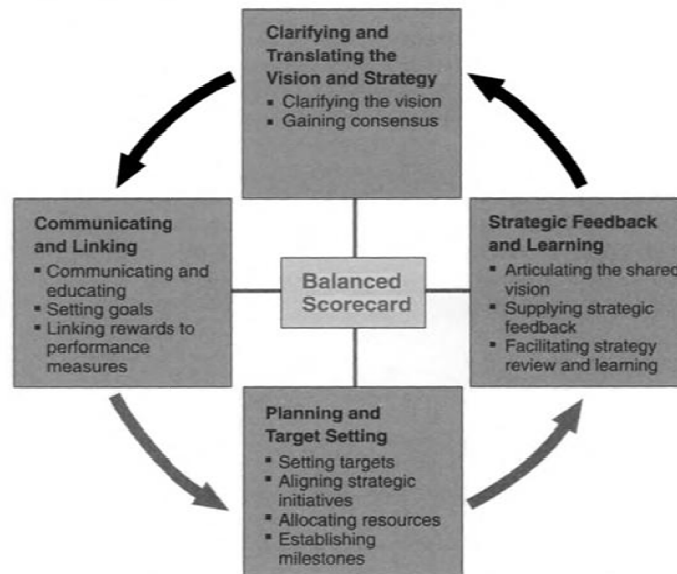 Clarifying and
Translating the
Vision and Strategy
▪ Clarifying the vision
▪ Gaining consensus
Communicating
and Linking
▪ Communicating and
educating
▪ Setting goals
▪ Linking rewards to
performance
measures
Balanced
Scorecard
Strategic Feedback
and Learning
▪ Articulating the shared
vision
▪ Supplying strategic
feedback
▪ Facilitating strategy
review and learning
Planning and
Target Setting
▪ Setting targets
▪ Aligning strategic
initiatives
▪ Allocating resources
▪ Establishing
milestones